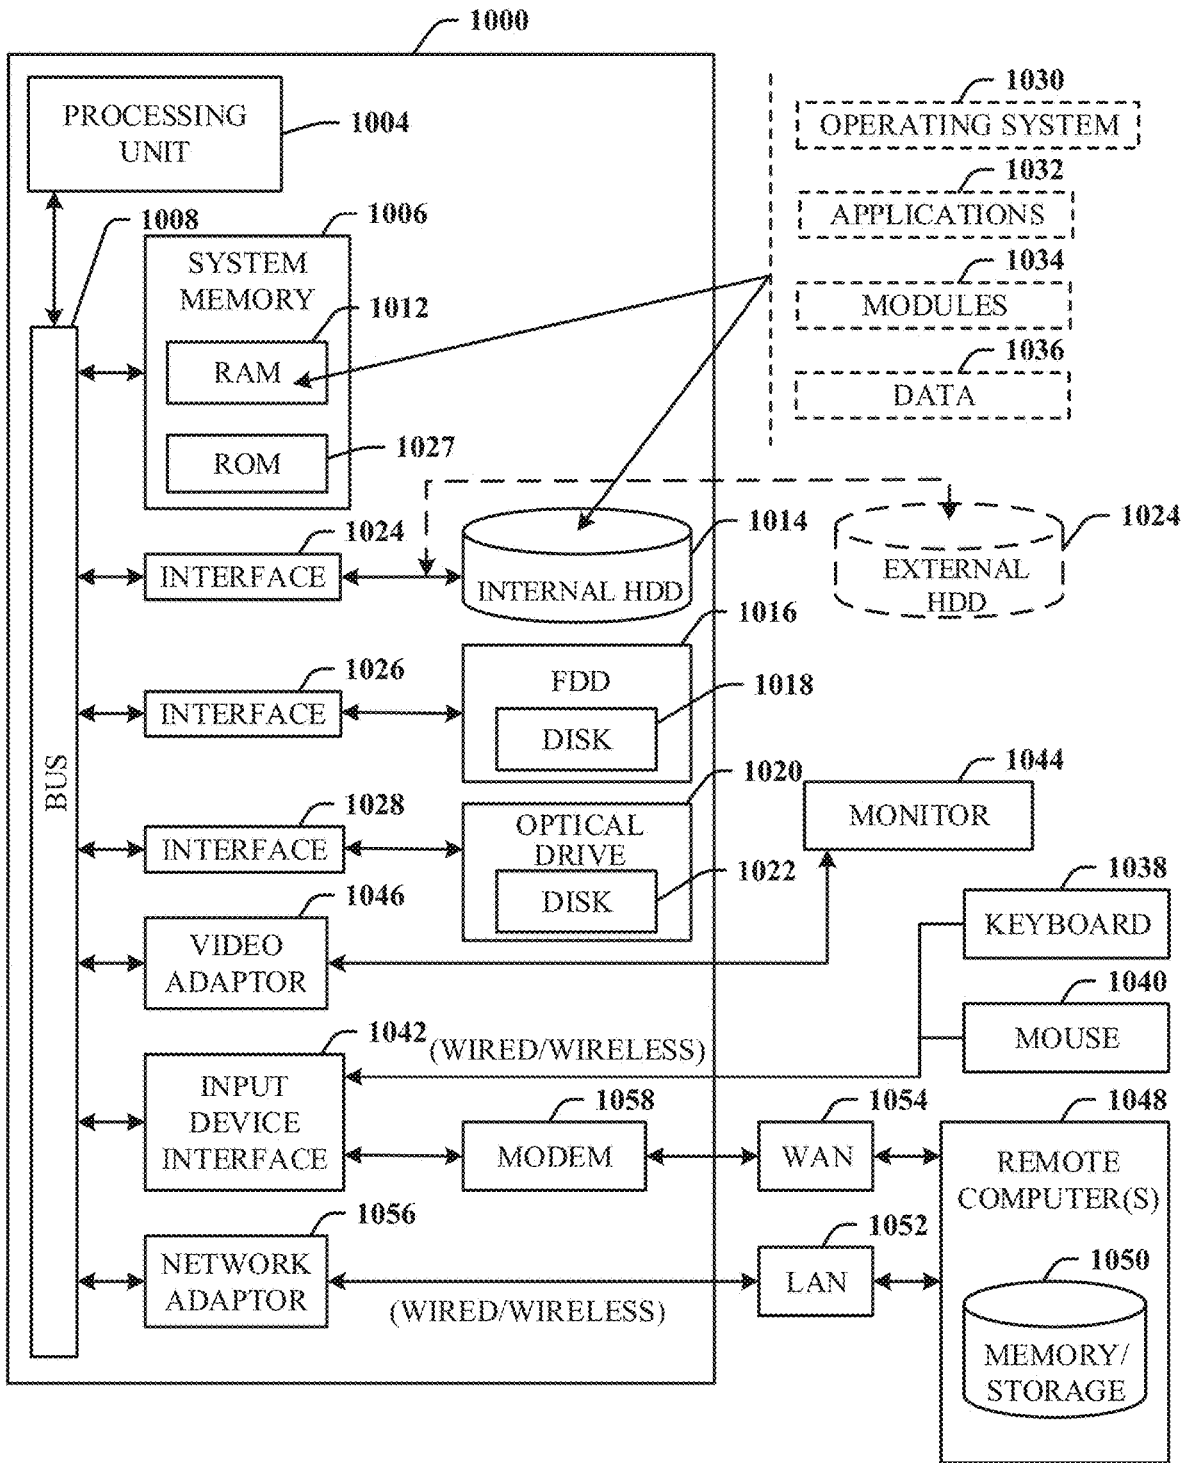 1000
PROCESSING
UNIT
1004
1030
OPERATING SYSTEM
1032
APPLICATIONS
1034
MODULES
1036
DATA
1008
1006
SYSTEM
MEMORY
1012
RAM
1027
ROM
1024
INTERFACE
1014
INTERNAL HDD
1024
EXTERNAL
HDD
1016
1026
INTERFACE
FDD
1018
DISK
BUS
1020
1044
MONITOR
1028
INTERFACE
OPTICAL
DRIVE
1022
DISK
1038
KEYBOARD
1046
VIDEO
ADAPTOR
1040
MOUSE
1042
(WIRED/WIRELESS)
INPUT
DEVICE
INTERFACE
1058
MODEM
1054
WAN
1048
REMOTE
COMPUTER(S)
1056
NETWORK
ADAPTOR
(WIRED/WIRELESS)
1052
LAN
1050
MEMORY/
STORAGE